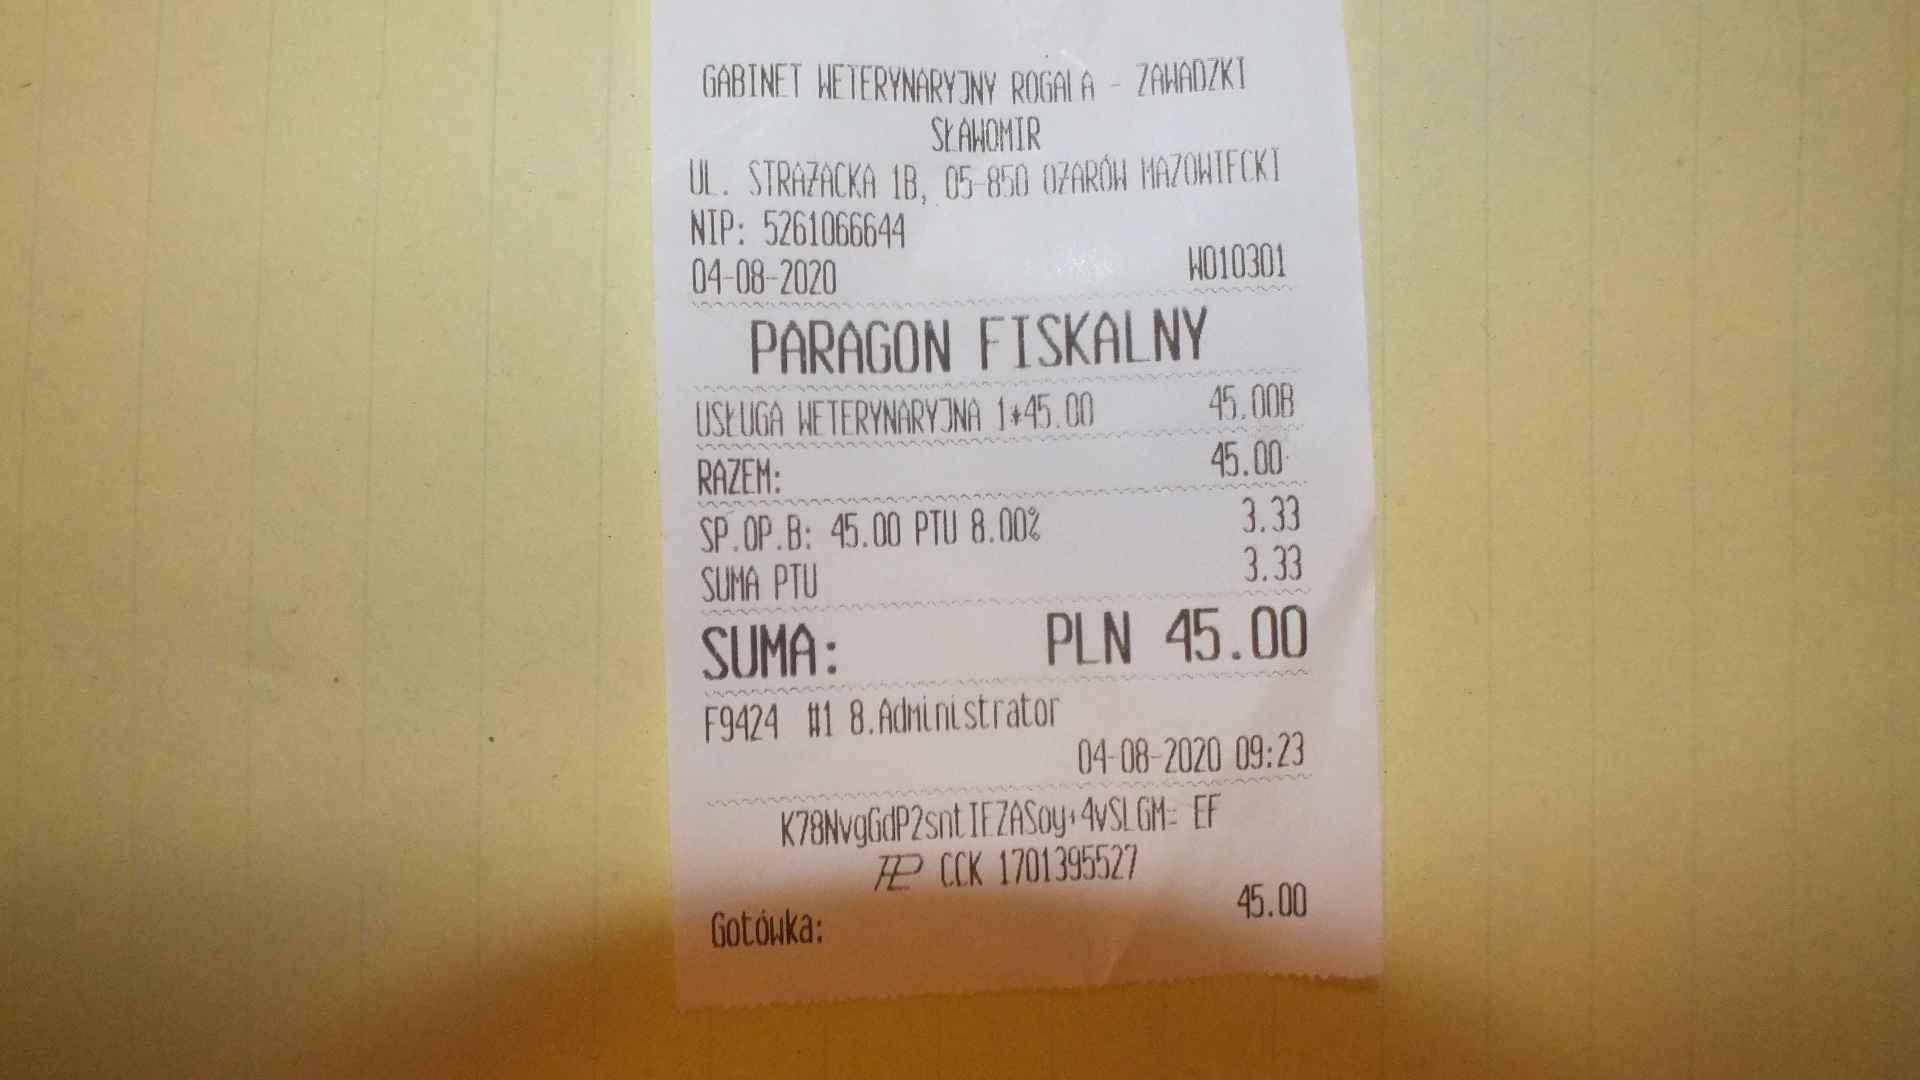 GABINET WETERYNARYJNY ROGALA - ZAWADZKI
SŁAWOMIR
UL. STRAŻACKA 1B, 05-850 OŻARÓW MAZOWIECKI
NIP: 5261066644
04-08-2020 W010301
PARAGON FISKALNY
USŁUGA WETERYNARYJNA 1*45.00 45.00B
RAZEM: 45.00
SP.OP.B: 45.00 PTU 8.00% 3.33
SUMA PTU 3.33
SUMA: PLN 45.00
F9424 #1 8.Administrator
04-08-2020 09:23
K78NvgGdP2sntIEZASoy+4vSLGM= EF
CCK 1701395527
Gotówka: 45.00